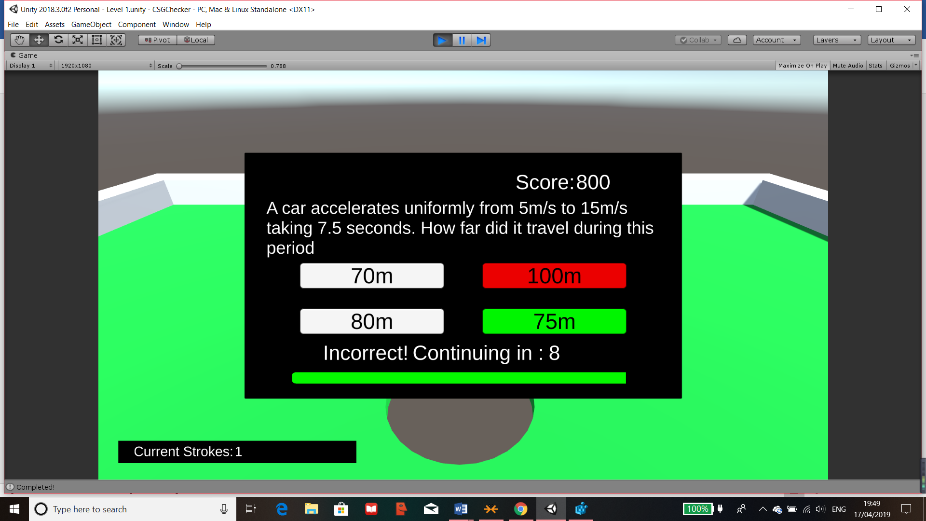 Unity 2018.3.0f2 Personal - Level 1.unity - CSGChecker - PC, Mac & Linux Standalone <DX11>
File Edit Assets GameObject Component Window Help
Pivot Local Collab Account Layers Layout
Game
Display 1 1920x1080 Scale 0.788 Maximize On Play Mute Audio Stats Gizmos
Score:800
A car accelerates uniformly from 5m/s to 15m/s
taking 7.5 seconds. How far did it travel during this
period
70m 100m
80m 75m
Incorrect! Continuing in : 8
Current Strokes:1
Completed!
Type here to search 100% ENG 19:49
17/04/2019